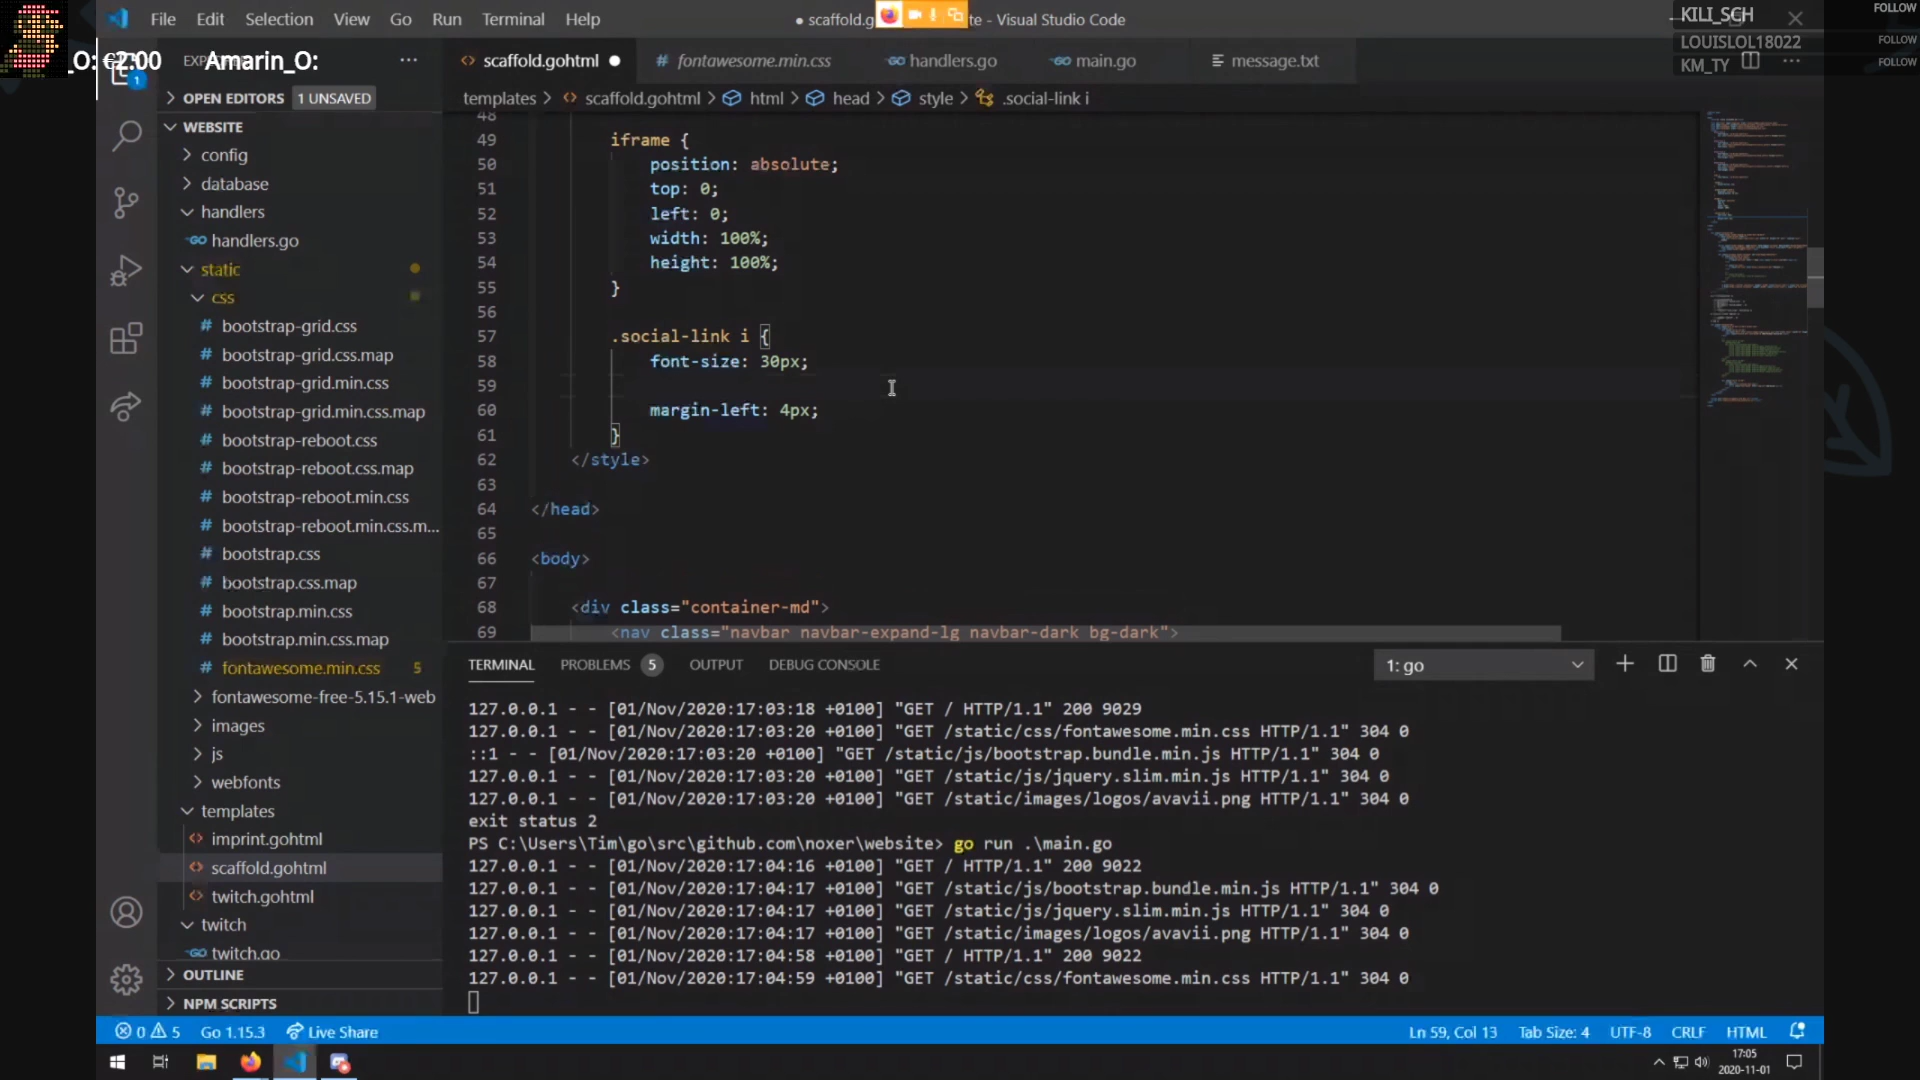 File Edit Selection View Go Run Terminal Help
● scaffold.g te - Visual Studio Code
KILI_SCH FOLLOW
LOUISLOL18022 FOLLOW
KM_TY FOLLOW
_O: €2.00 Amarin_O:
scaffold.gohtml ● # fontawesome.min.css handlers.go main.go message.txt
OPEN EDITORS 1 UNSAVED
templates > scaffold.gohtml > html > head > style > .social-link i
WEBSITE
config
database
handlers
handlers.go
static
css
# bootstrap-grid.css
# bootstrap-grid.css.map
# bootstrap-grid.min.css
# bootstrap-grid.min.css.map
# bootstrap-reboot.css
# bootstrap-reboot.css.map
# bootstrap-reboot.min.css
# bootstrap-reboot.min.css.m...
# bootstrap.css
# bootstrap.css.map
# bootstrap.min.css
# bootstrap.min.css.map
# fontawesome.min.css 5
fontawesome-free-5.15.1-web
images
js
webfonts
templates
imprint.gohtml
scaffold.gohtml
twitch.gohtml
twitch
twitch.go
OUTLINE
NPM SCRIPTS
48
49 iframe {
50 position: absolute;
51 top: 0;
52 left: 0;
53 width: 100%;
54 height: 100%;
55 }
56
57 .social-link i {
58 font-size: 30px;
59
60 margin-left: 4px;
61 }
62 </style>
63
64 </head>
65
66 <body>
67
68 <div class="container-md">
69 <nav class="navbar navbar-expand-lg navbar-dark bg-dark">
TERMINAL PROBLEMS 5 OUTPUT DEBUG CONSOLE 1: go
127.0.0.1 - - [01/Nov/2020:17:03:18 +0100] "GET / HTTP/1.1" 200 9029
127.0.0.1 - - [01/Nov/2020:17:03:20 +0100] "GET /static/css/fontawesome.min.css HTTP/1.1" 304 0
::1 - - [01/Nov/2020:17:03:20 +0100] "GET /static/js/bootstrap.bundle.min.js HTTP/1.1" 304 0
127.0.0.1 - - [01/Nov/2020:17:03:20 +0100] "GET /static/js/jquery.slim.min.js HTTP/1.1" 304 0
127.0.0.1 - - [01/Nov/2020:17:03:20 +0100] "GET /static/images/logos/avavii.png HTTP/1.1" 304 0
exit status 2
PS C:\Users\Tim\go\src\github.com\noxer\website> go run .\main.go
127.0.0.1 - - [01/Nov/2020:17:04:16 +0100] "GET / HTTP/1.1" 200 9022
127.0.0.1 - - [01/Nov/2020:17:04:17 +0100] "GET /static/js/bootstrap.bundle.min.js HTTP/1.1" 304 0
127.0.0.1 - - [01/Nov/2020:17:04:17 +0100] "GET /static/js/jquery.slim.min.js HTTP/1.1" 304 0
127.0.0.1 - - [01/Nov/2020:17:04:17 +0100] "GET /static/images/logos/avavii.png HTTP/1.1" 304 0
127.0.0.1 - - [01/Nov/2020:17:04:58 +0100] "GET / HTTP/1.1" 200 9022
127.0.0.1 - - [01/Nov/2020:17:04:59 +0100] "GET /static/css/fontawesome.min.css HTTP/1.1" 304 0
0 5 Go 1.15.3 Live Share Ln 59, Col 13 Tab Size: 4 UTF-8 CRLF HTML
17:05
2020-11-01